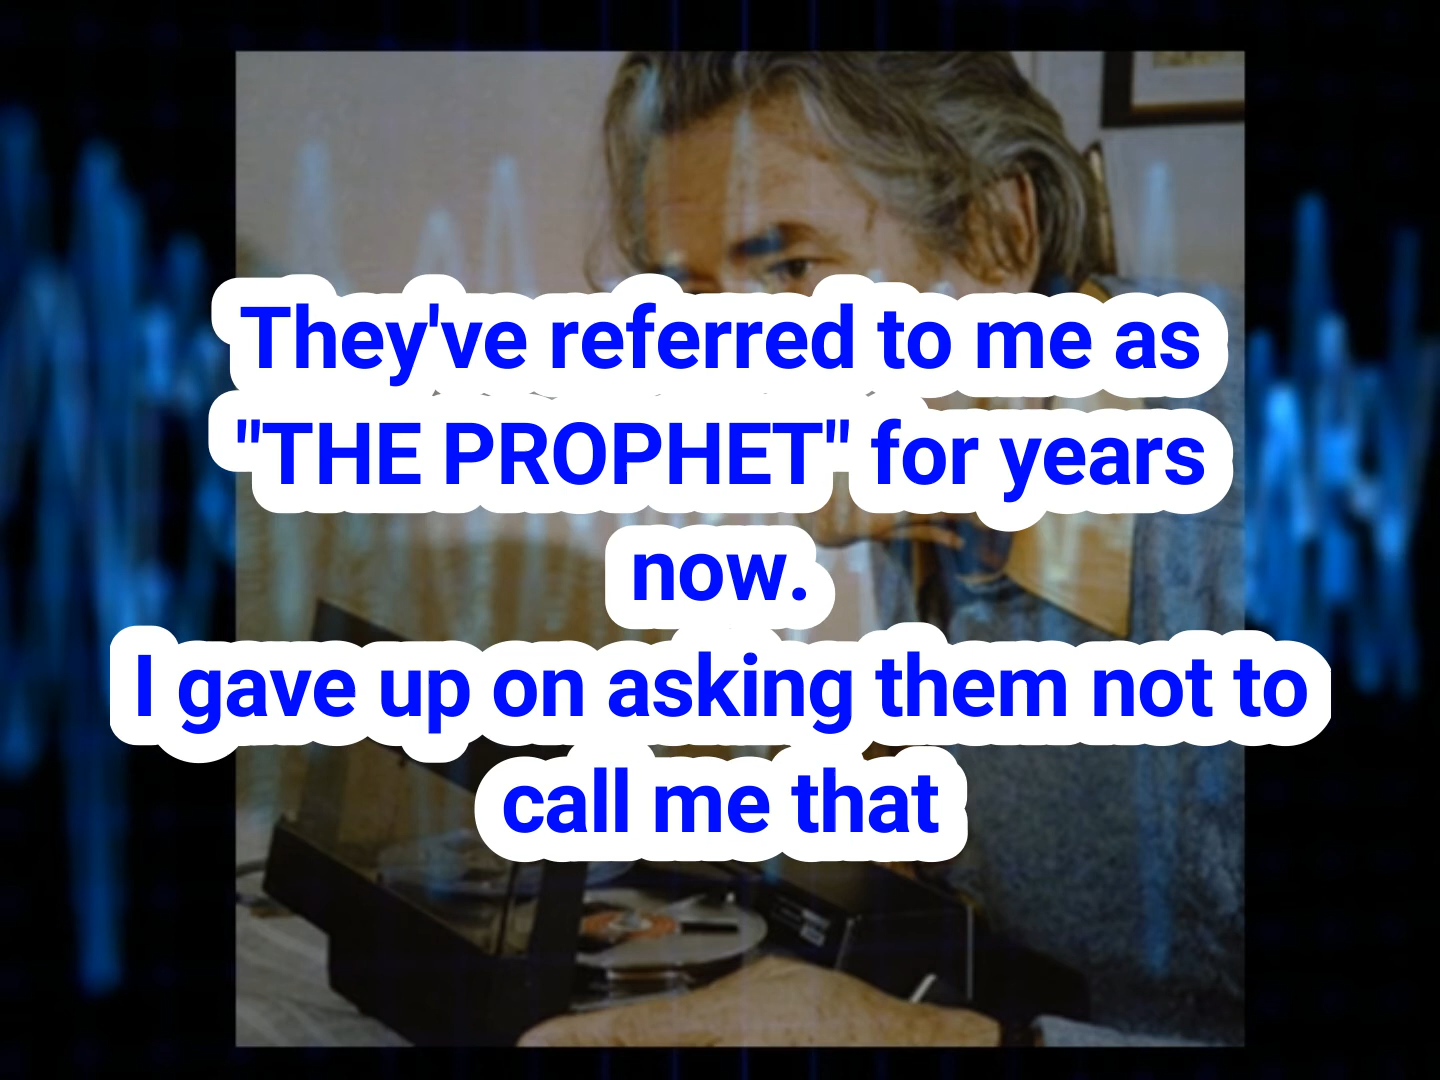 They've referred to me as
"THE PROPHET" for years
now.
I gave up on asking them not to
call me that